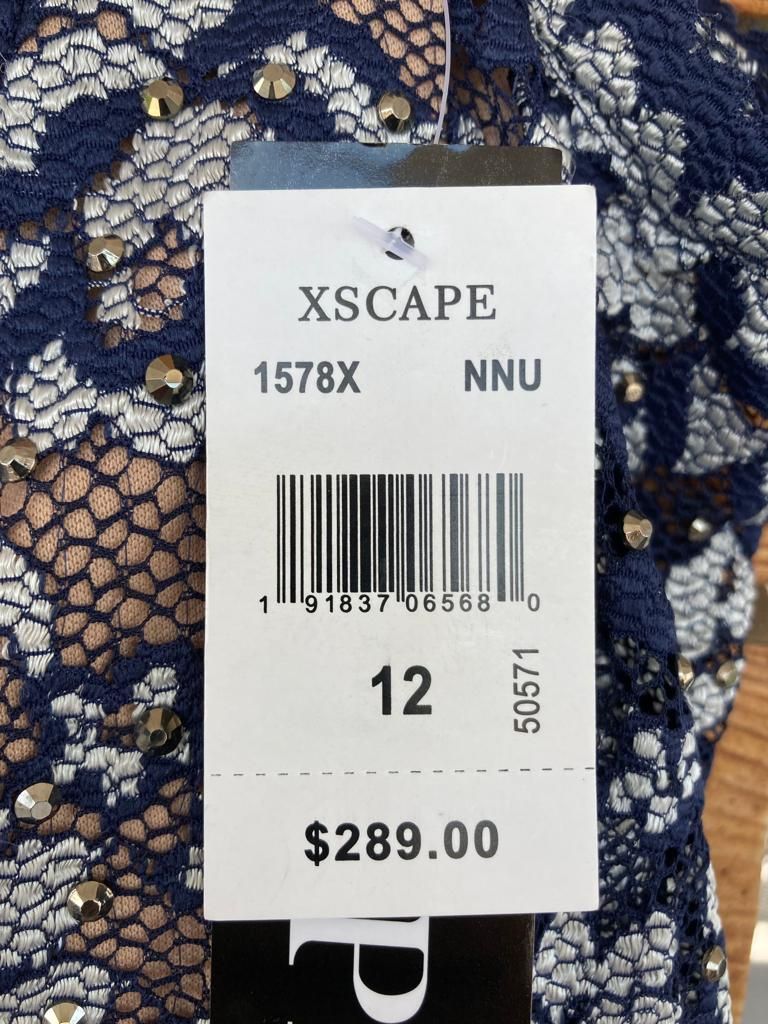 XSCAPE
1578X NNU
1 91837 06568 0
12
50571
$289.00
P